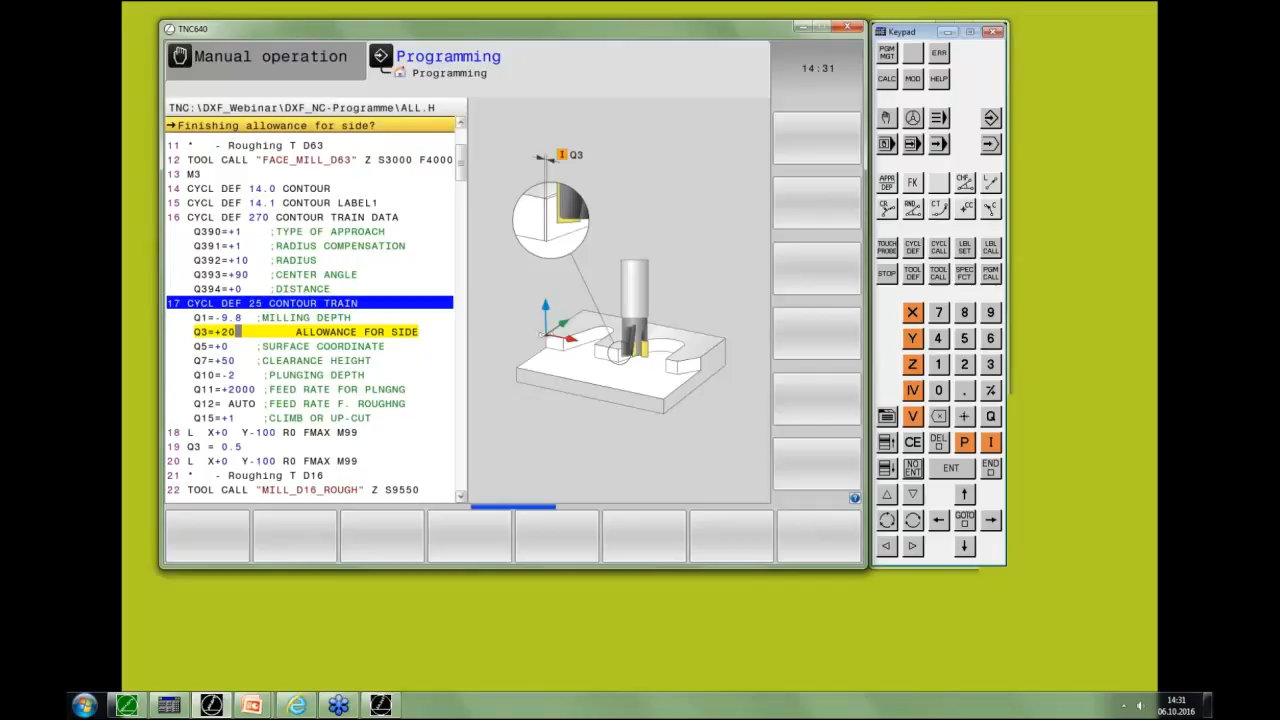 TNC640
Manual operation
Programming
Programming
14:31
TNC:\DXF_Webinar\DXF_NC-Programme\ALL.H
→Finishing allowance for side?
11 * - Roughing T D63
12 TOOL CALL "FACE_MILL_D63" Z S3000 F4000
13 M3
14 CYCL DEF 14.0 CONTOUR
15 CYCL DEF 14.1 CONTOUR LABEL1
16 CYCL DEF 270 CONTOUR TRAIN DATA
Q390=+1 ;TYPE OF APPROACH
Q391=+1 ;RADIUS COMPENSATION
Q392=+10 ;RADIUS
Q393=+90 ;CENTER ANGLE
Q394=+0 ;DISTANCE
17 CYCL DEF 25 CONTOUR TRAIN
Q1=-9.8 ;MILLING DEPTH
Q3=+20 ALLOWANCE FOR SIDE
Q5=+0 ;SURFACE COORDINATE
Q7=+50 ;CLEARANCE HEIGHT
Q10=-2 ;PLUNGING DEPTH
Q11=+2000 ;FEED RATE FOR PLNGNG
Q12= AUTO ;FEED RATE F. ROUGHNG
Q15=+1 ;CLIMB OR UP-CUT
18 L X+0 Y-100 R0 FMAX M99
19 Q3 = 0.5
20 L X+0 Y-100 R0 FMAX M99
21 * - Roughing T D16
22 TOOL CALL "MILL_D16_ROUGH" Z S9550
I Q3
Keypad
PGM MGT ERR
CALC MOD HELP
APPR DEP FK CHF L
CR RND CT CC C
TOUCH PROBE CYCL DEF CYCL CALL LBL SET LBL CALL
STOP TOOL DEF TOOL CALL SPEC FCT PGM CALL
X 7 8 9
Y 4 5 6
Z 1 2 3
IV 0 . ⁄
V + Q
CE DEL P I
NO ENT ENT END
GOTO
14:31
06.10.2016